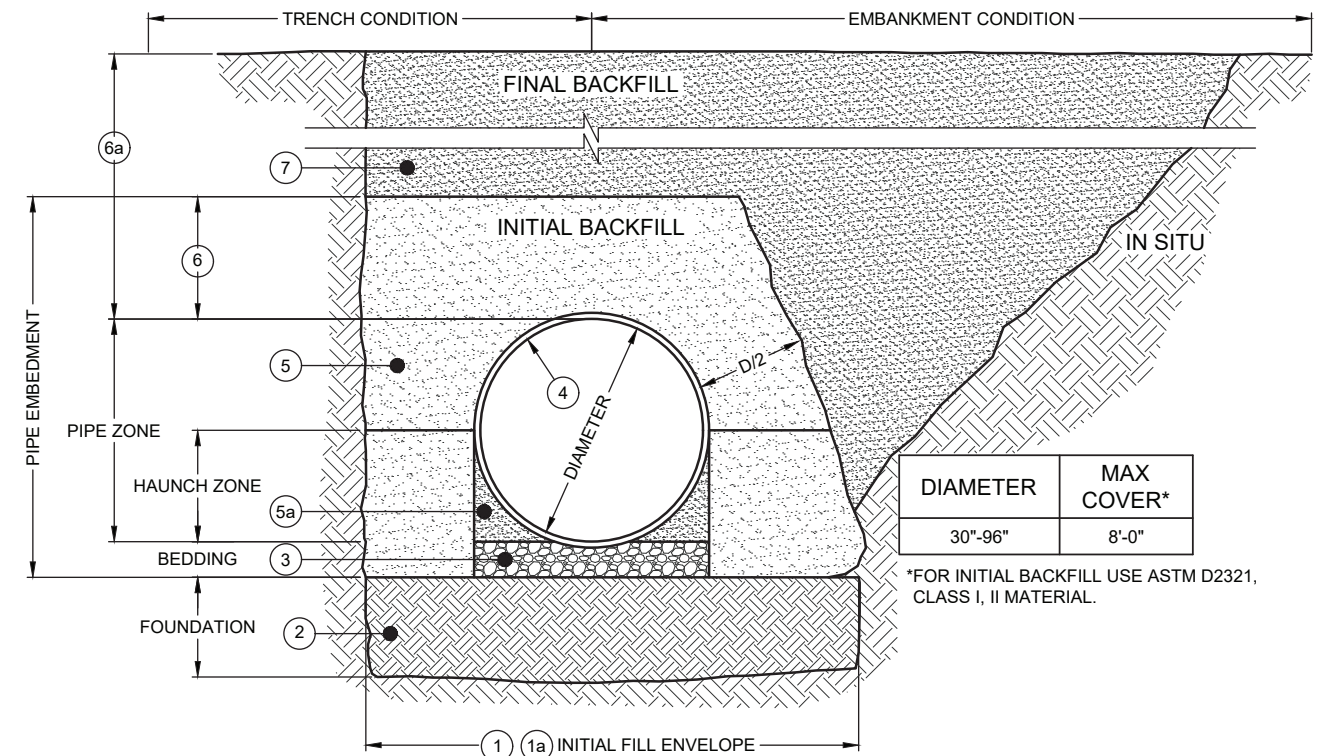 TRENCH CONDITION
EMBANKMENT CONDITION
FINAL BACKFILL
6a
7
INITIAL BACKFILL
IN SITU
6
PIPE EMBEDMENT
5
D/2
4
DIAMETER
PIPE ZONE
HAUNCH ZONE
5a
BEDDING
3
FOUNDATION
2
DIAMETER
MAX
COVER*
30"-96"
8'-0"
*FOR INITIAL BACKFILL USE ASTM D2321,
CLASS I, II MATERIAL.
1 1a INITIAL FILL ENVELOPE